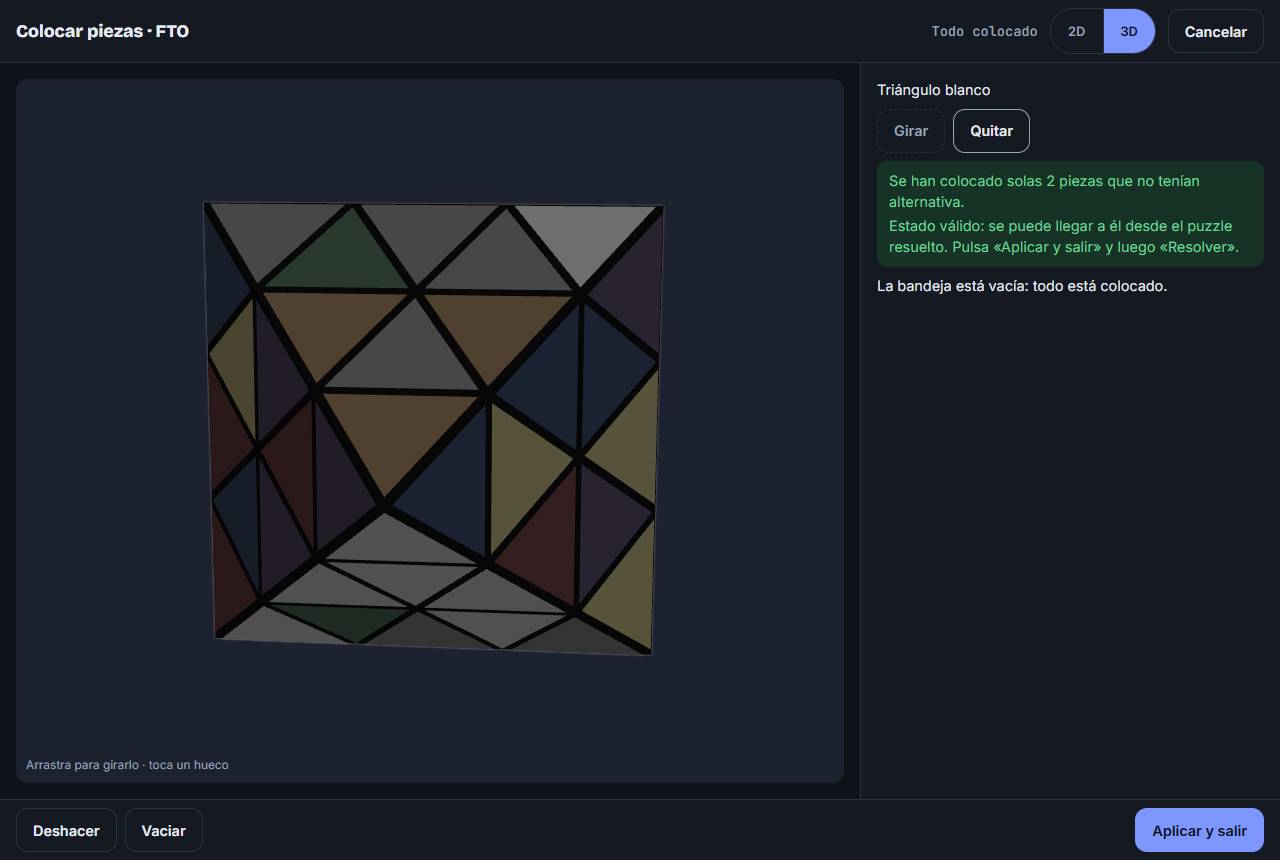 Colocar piezas · FTO
Todo colocado
2D
3D
Cancelar
Triángulo blanco
Girar
Quitar
Se han colocado solas 2 piezas que no tenían
alternativa.
Estado válido: se puede llegar a él desde el puzzle
resuelto. Pulsa «Aplicar y salir» y luego «Resolver».
La bandeja está vacía: todo está colocado.
Arrastra para girarlo · toca un hueco
Deshacer
Vaciar
Aplicar y salir